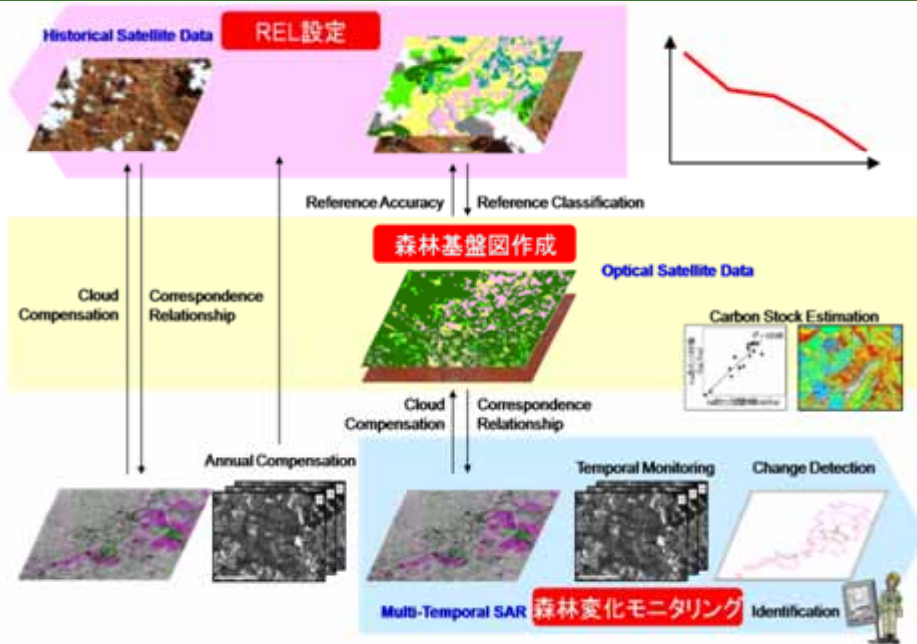 Historical Satellite Data
REL設定
Reference Accuracy
Reference Classification
森林基盤図作成
Optical Satellite Data
Cloud
Compensation
Correspondence
Relationship
Carbon Stock Estimation
Cloud
Compensation
Correspondence
Relationship
Annual Compensation
Temporal Monitoring
Change Detection
Multi-Temporal SAR
森林変化モニタリング
Identification